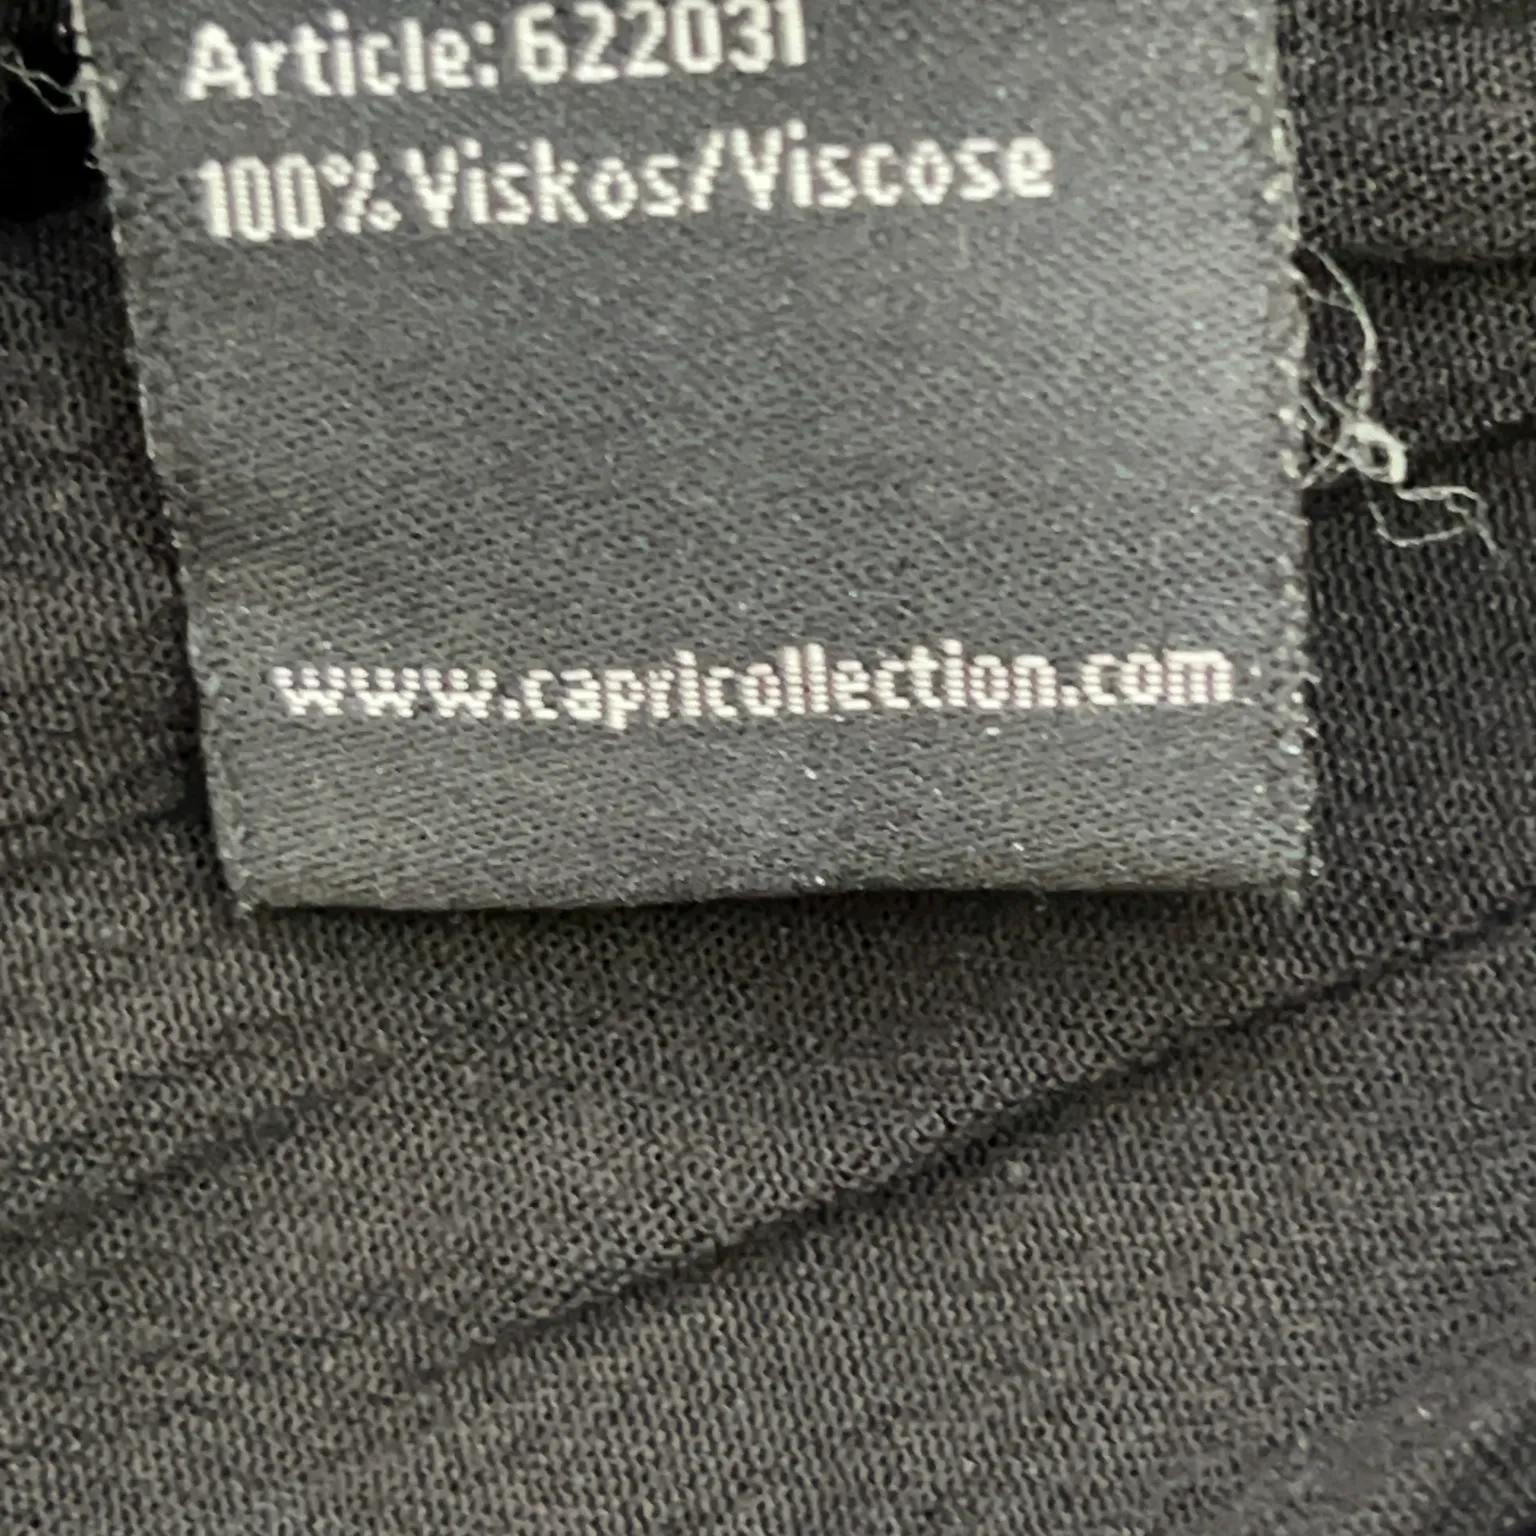 Article: 622031
100% Viskos/Viscose
www.capricollection.com